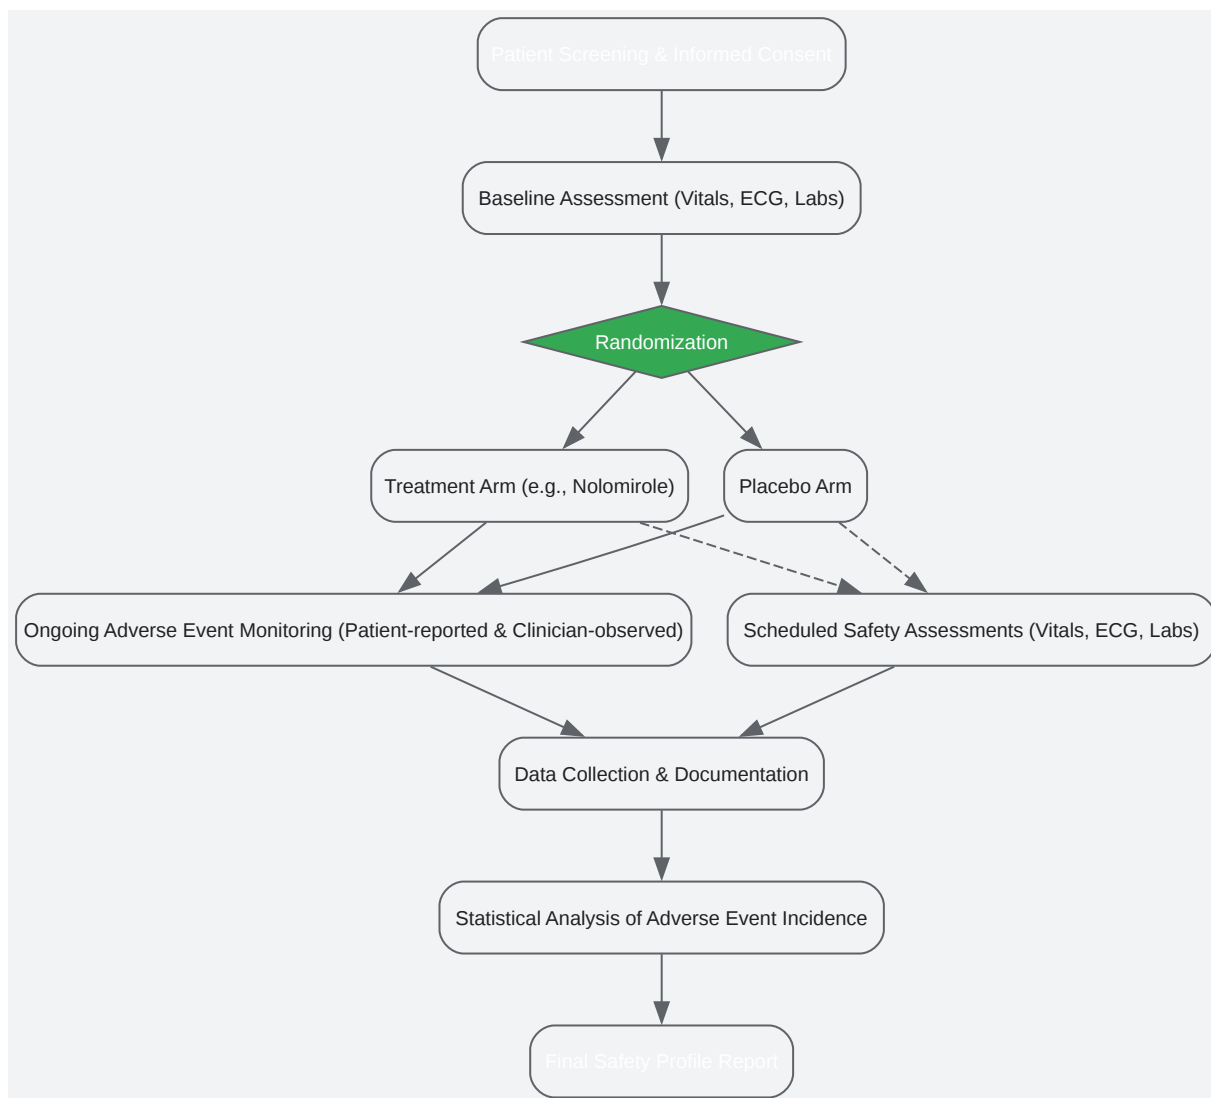 Patient Screening & Informed Consent
Baseline Assessment (Vitals, ECG, Labs)
Randomization
Treatment Arm (e.g., Nolomirole)
Placebo Arm
Ongoing Adverse Event Monitoring (Patient-reported & Clinician-observed)
Scheduled Safety Assessments (Vitals, ECG, Labs)
Data Collection & Documentation
Statistical Analysis of Adverse Event Incidence
Final Safety Profile Report